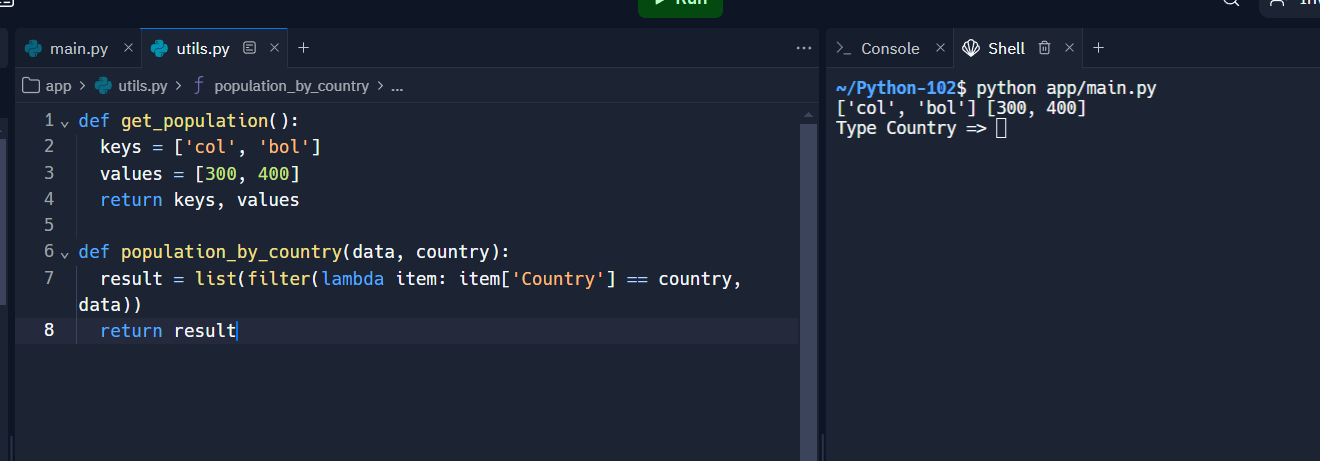 Run
main.py × utils.py × +
app > utils.py > ƒ population_by_country > ...
1 def get_population():
2 keys = ['col', 'bol']
3 values = [300, 400]
4 return keys, values
5
6 def population_by_country(data, country):
7 result = list(filter(lambda item: item['Country'] == country,
data))
8 return result
>_ Console × Shell × +
~/Python-102$ python app/main.py
['col', 'bol'] [300, 400]
Type Country =>